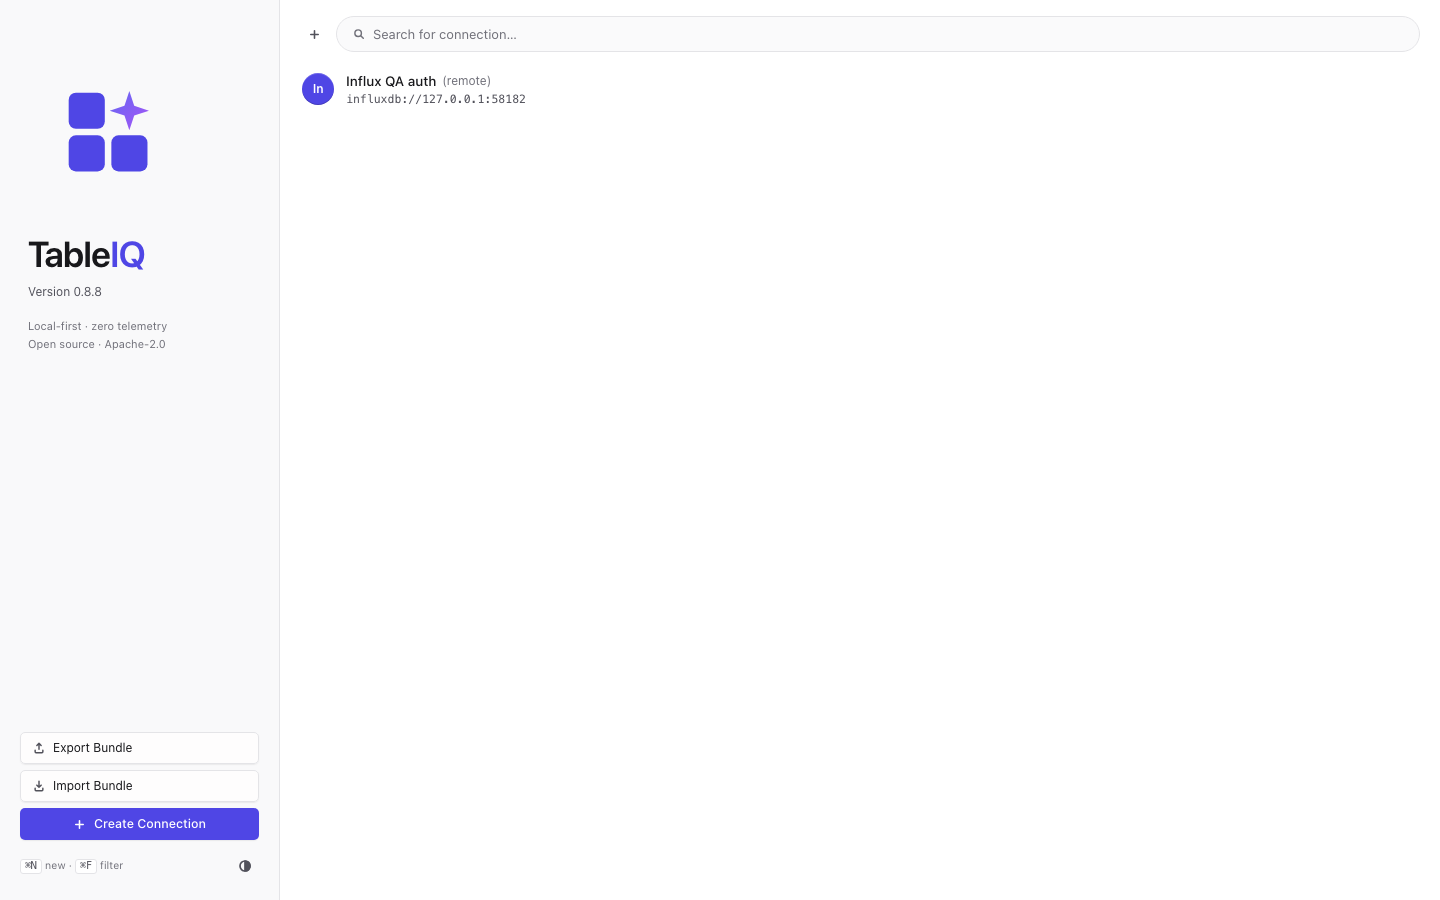 TableIQ
Version 0.8.8
Local-first · zero telemetry
Open source · Apache-2.0
Export Bundle
Import Bundle
Create Connection
⌘N new · ⌘F filter
Search for connection...
In
Influx QA auth (remote)
influxdb://127.0.0.1:58182